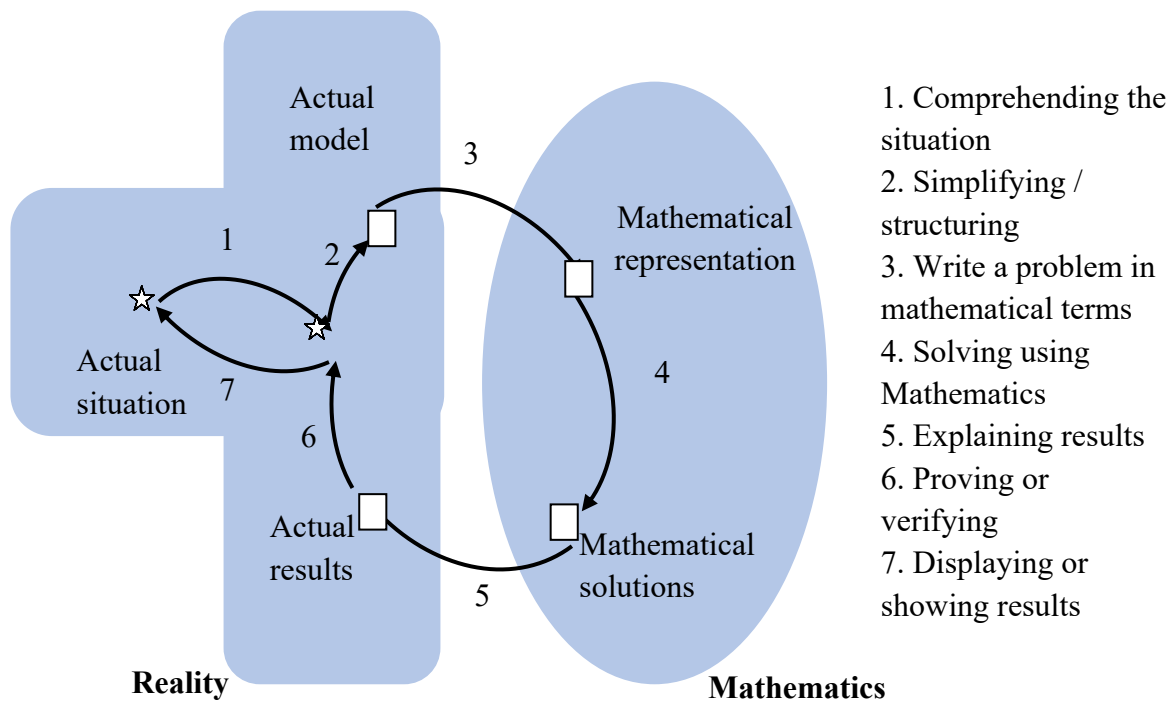 Actual
model
3
1
2
Mathematical
representation
Actual
situation
7
4
6
Actual
results
Mathematical
solutions
5
Reality
Mathematics
1. Comprehending the
situation
2. Simplifying /
structuring
3. Write a problem in
mathematical terms
4. Solving using
Mathematics
5. Explaining results
6. Proving or
verifying
7. Displaying or
showing results